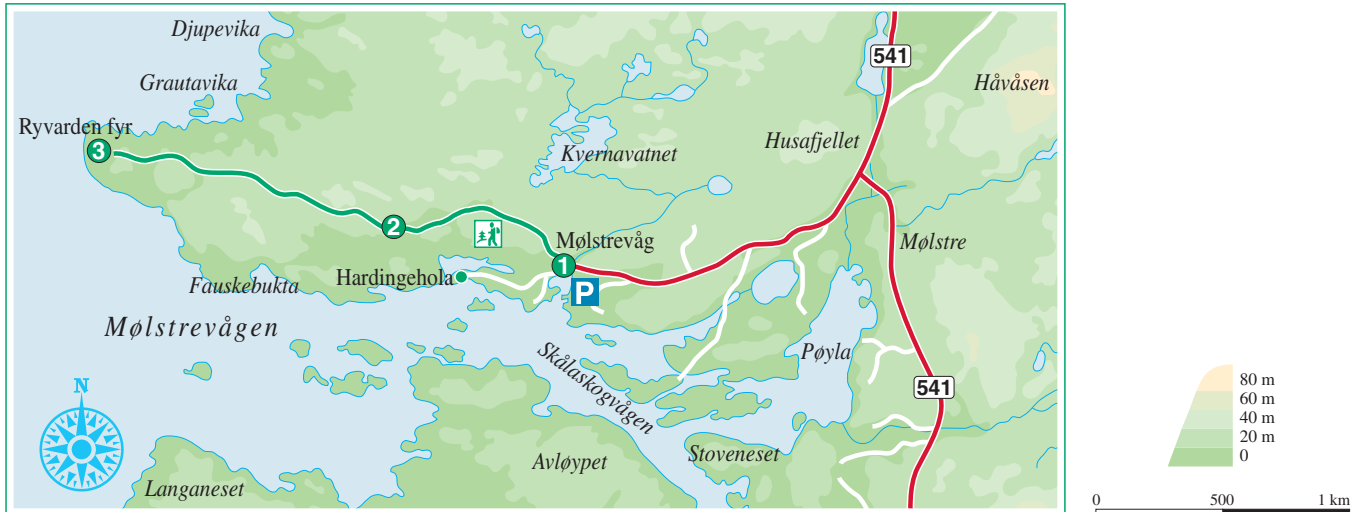 Djupevika
541
Grautavika
Håvåsen
Ryvarden fyr
3
Husafjellet
Kvernavatnet
2
Mølstrevåg
Mølstre
1
Hardingehola
Fauskebukta
P
Mølstrevågen
Pøyla
Skålaskogvågen
N
541
80 m
60 m
40 m
20 m
0
Stoveneset
Avløypet
Langaneset
0 500 1 km